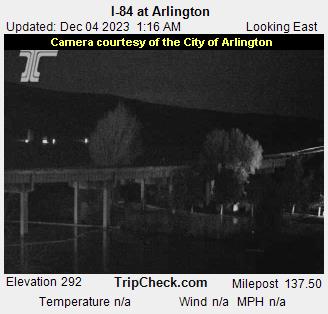 I-84 at Arlington
Updated: Dec 04 2023 1:16 AM Looking East
Camera courtesy of the City of Arlington
Elevation 292 TripCheck.com Milepost 137.50
Temperature n/a Wind n/a MPH n/a